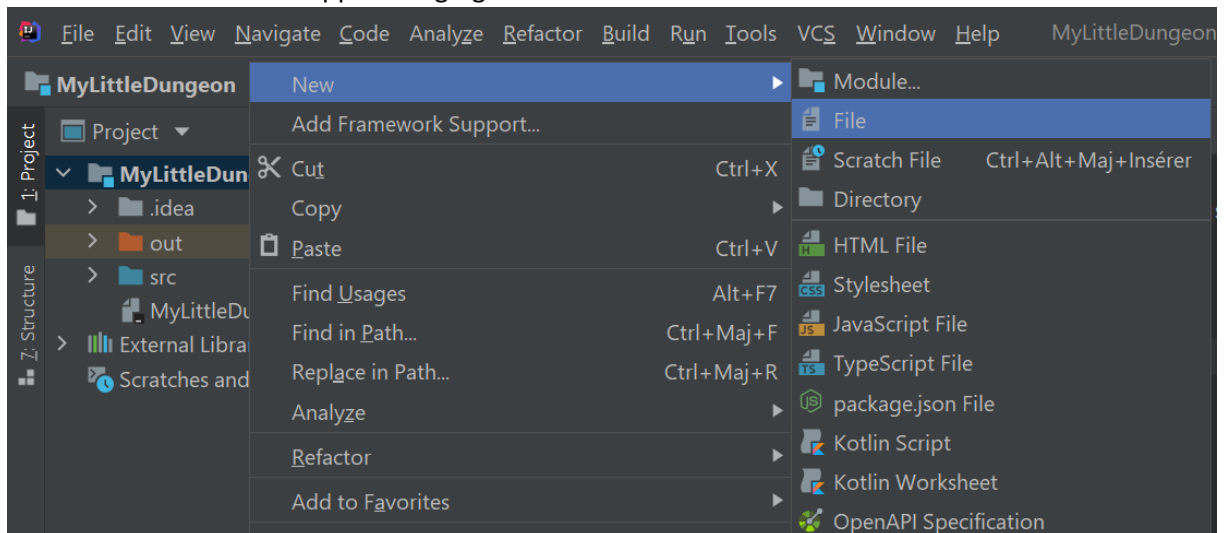 File Edit View Navigate Code Analyze Refactor Build Run Tools VCS Window Help MyLittleDungeon
MyLittleDungeon
1: Project
7: Structure
Project
MyLittleDun
.idea
out
src
MyLittleDu
External Libra
Scratches and
New
Add Framework Support...
Cut Ctrl+X
Copy
Paste Ctrl+V
Find Usages Alt+F7
Find in Path... Ctrl+Maj+F
Replace in Path... Ctrl+Maj+R
Analyze
Refactor
Add to Favorites
Module...
File
Scratch File Ctrl+Alt+Maj+Insérer
Directory
HTML File
Stylesheet
JavaScript File
TypeScript File
package.json File
Kotlin Script
Kotlin Worksheet
OpenAPI Specification